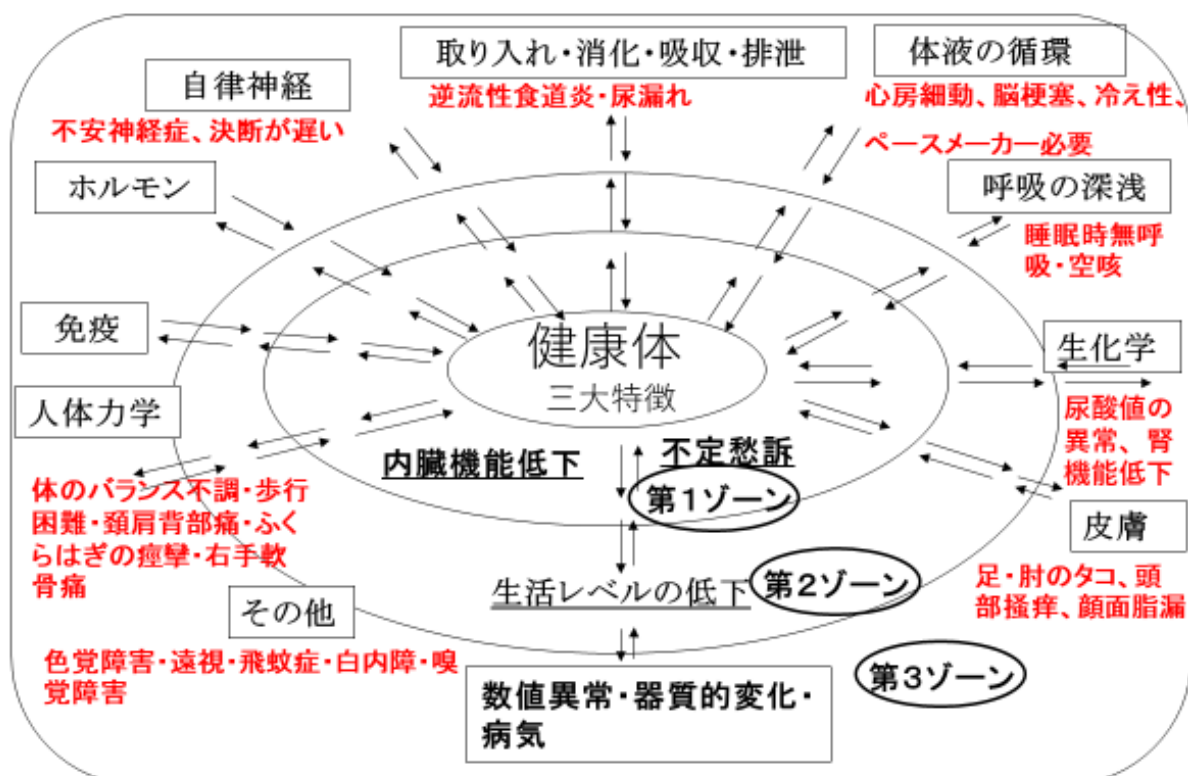 取り入れ・消化・吸収・排泄
逆流性食道炎・尿漏れ
体液の循環
心房細動、脳梗塞、冷え性、
ペースメーカー必要
自律神経
不安神経症、決断が遅い
ホルモン
呼吸の深浅
睡眠時無呼
吸・空咳
免疫
健康体
三大特徴
生化学
尿酸値の
異常、腎
機能低下
人体力学
体のバランス不調・歩行
困難・頚肩背部痛・ふく
らはぎの痙攣・右手軟
骨痛
内臓機能低下
不定愁訴
第1ゾーン
皮膚
足・肘のタコ、頭
部掻痒、顔面脂漏
生活レベルの低下
第2ゾーン
その他
色覚障害・遠視・飛蚊症・白内障・嗅
覚障害
第3ゾーン
数値異常・器質的変化・
病気